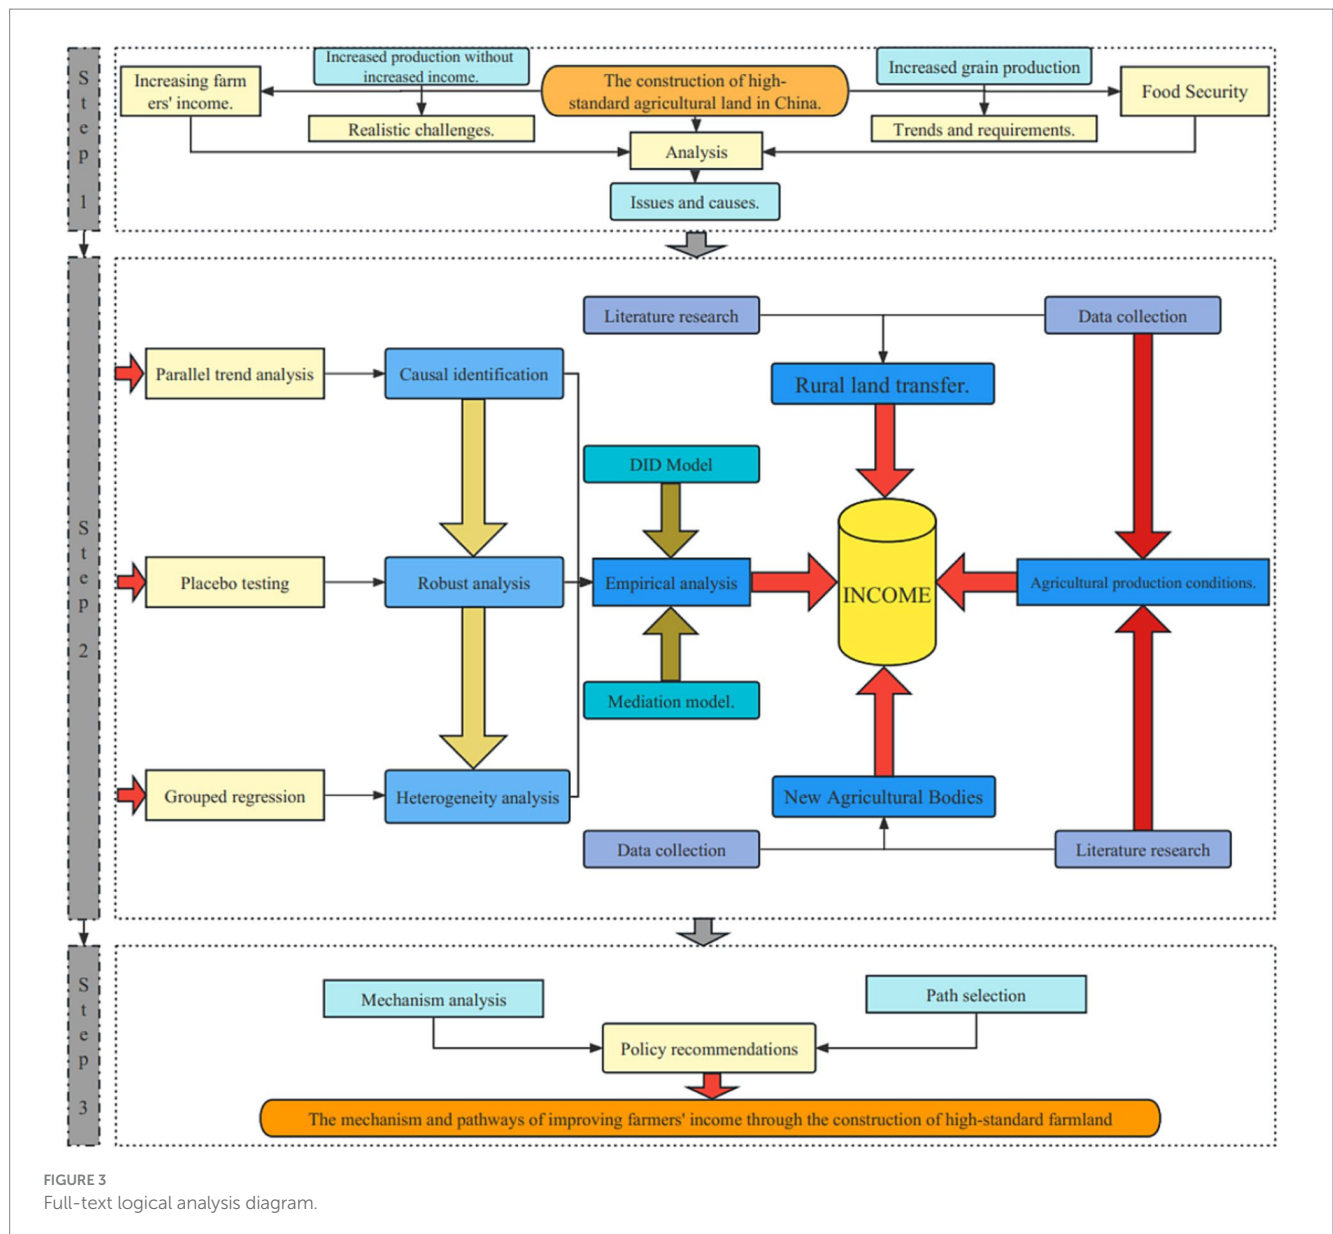 Step 1
Increasing farm
ers' income.
Increased production without
increased income.
Realistic challenges.
The construction of high-
standard agricultural land in China.
Increased grain production
Trends and requirements.
Food Security
Analysis
Issues and causes.
Step 2
Literature research
Data collection
Parallel trend analysis
Causal identification
Rural land transfer.
DID Model
Placebo testing
Robust analysis
Empirical analysis
INCOME
Agricultural production conditions.
Mediation model.
Grouped regression
Heterogeneity analysis
New Agricultural Bodies
Data collection
Literature research
Step 3
Mechanism analysis
Path selection
Policy recommendations
The mechanism and pathways of improving farmers' income through the construction of high-standard farmland
FIGURE 3
Full-text logical analysis diagram.